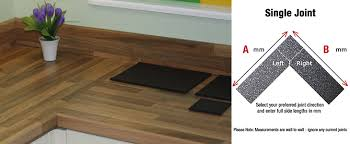 Single Joint
A mm
B mm
Left
Right
Select your preferred joint direction
and enter full side lengths in mm
Please Note: Measurements are wall to wall : ignore any current joints